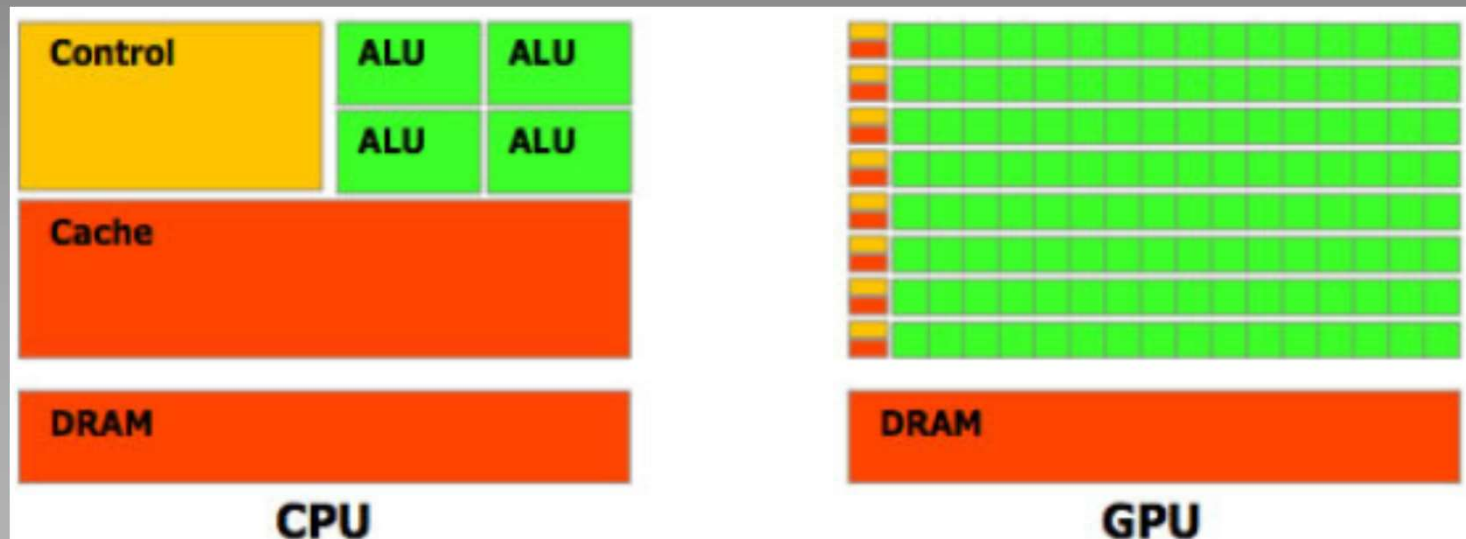 Control
ALU ALU
ALU ALU
Cache
DRAM
DRAM
CPU
GPU